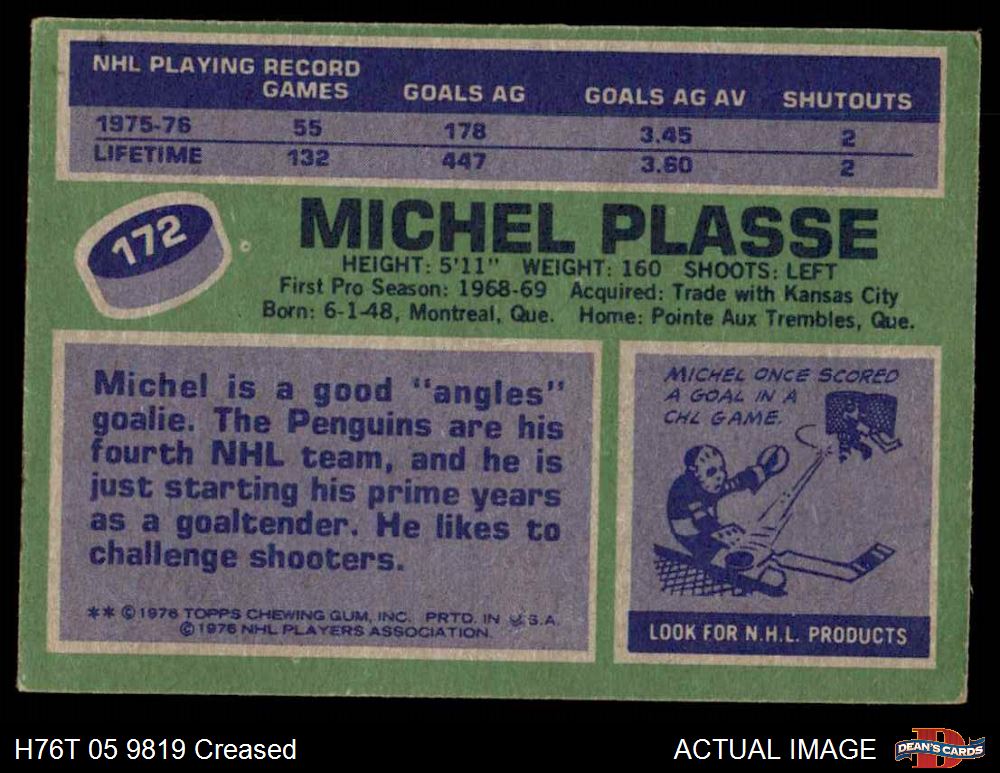 NHL PLAYING RECORD
GAMES GOALS AG GOALS AG AV SHUTOUTS
1975-76 55 178 3.45 2
LIFETIME 132 447 3.60 2
172
MICHEL PLASSE
HEIGHT: 5'11" WEIGHT: 160 SHOOTS: LEFT
First Pro Season: 1968-69 Acquired: Trade with Kansas City
Born: 6-1-48, Montreal, Que. Home: Pointe Aux Trembles, Que.
Michel is a good "angles"
goalie. The Penguins are his
fourth NHL team, and he is
just starting his prime years
as a goaltender. He likes to
challenge shooters.
** © 1976 TOPPS CHEWING GUM, INC. PRTD. IN U.S.A.
© 1976 NHL PLAYERS ASSOCIATION.
MICHEL ONCE SCORED
A GOAL IN A
CHL GAME.
LOOK FOR N.H.L. PRODUCTS
H76T 05 9819 Creased
ACTUAL IMAGE
DEAN'S CARDS